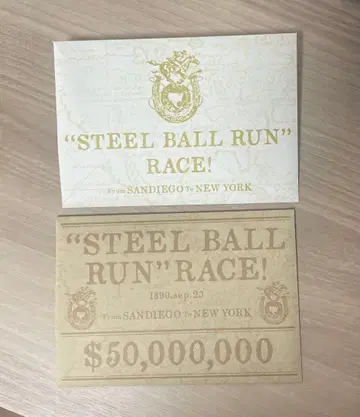 “STEEL BALL RUN”
RACE!
From SANDIEGO To NEW YORK
“STEEL BALL
RUN” RACE!
1890.sep.23
From SANDIEGO To NEW YORK
$50,000,000